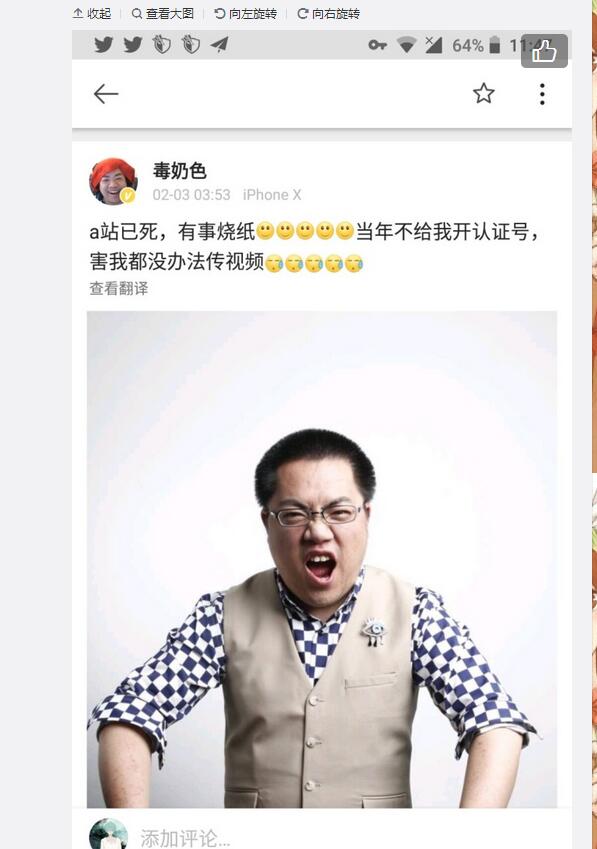 收起 查看大图 向左旋转 向右旋转
64% 11:47
毒奶色
02-03 03:53 iPhone X
a站已死，有事烧纸🙂🙂🙂🙂🙂当年不给我开认证号，
害我都没办法传视频😪😪😪😪😪
查看翻译
添加评论...